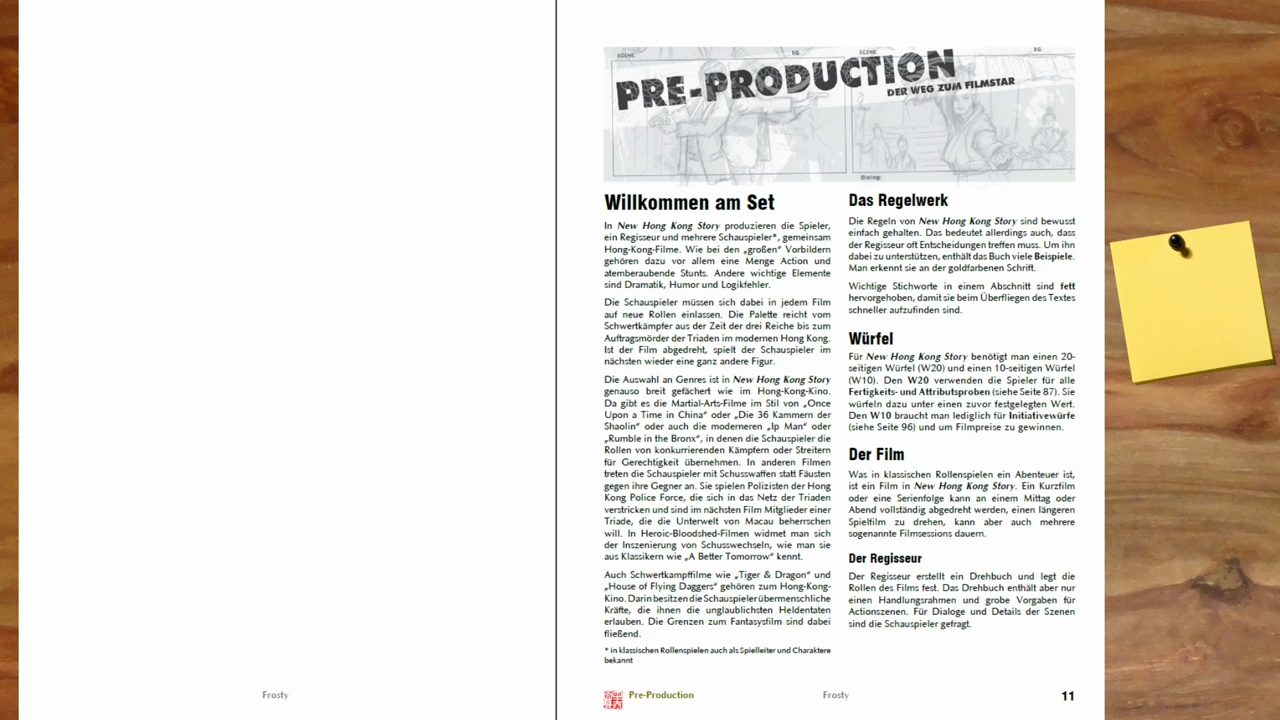 SCENE:
EG.
SCENE:
EG.
PRE-PRODUCTION
DER WEG ZUM FILMSTAR
Dialog:
Willkommen am Set
In New Hong Kong Story produzieren die Spieler,
ein Regisseur und mehrere Schauspieler*, gemeinsam
Hong-Kong-Filme. Wie bei den „großen“ Vorbildern
gehören dazu vor allem eine Menge Action und
atemberaubende Stunts. Andere wichtige Elemente
sind Dramatik, Humor und Logikfehler.
Die Schauspieler müssen sich dabei in jedem Film
auf neue Rollen einlassen. Die Palette reicht vom
Schwertkämpfer aus der Zeit der drei Reiche bis zum
Auftragsmörder der Triaden im modernen Hong Kong.
Ist der Film abgedreht, spielt der Schauspieler im
nächsten wieder eine ganz andere Figur.
Die Auswahl an Genres ist in New Hong Kong Story
genauso breit gefächert wie im Hong-Kong-Kino.
Da gibt es die Martial-Arts-Filme im Stil von „Once
Upon a Time in China“ oder „Die 36 Kammern der
Shaolin“ oder auch die moderneren „Ip Man“ oder
„Rumble in the Bronx“, in denen die Schauspieler die
Rollen von konkurrierenden Kämpfern oder Streitern
für Gerechtigkeit übernehmen. In anderen Filmen
treten die Schauspieler mit Schusswaffen statt Fäusten
gegen ihre Gegner an. Sie spielen Polizisten der Hong
Kong Police Force, die sich in das Netz der Triaden
verstricken und sind im nächsten Film Mitglieder einer
Triade, die die Unterwelt von Macau beherrschen
will. In Heroic-Bloodshed-Filmen widmet man sich
der Inszenierung von Schusswechseln, wie man sie
aus Klassikern wie „A Better Tomorrow“ kennt.
Auch Schwertkampffilme wie „Tiger & Dragon“ und
„House of Flying Daggers“ gehören zum Hong-Kong-
Kino. Darin besitzen die Schauspieler übermenschliche
Kräfte, die ihnen die unglaublichsten Heldentaten
erlauben. Die Grenzen zum Fantasyfilm sind dabei
fließend.
* in klassischen Rollenspielen auch als Spielleiter und Charaktere
bekannt
Das Regelwerk
Die Regeln von New Hong Kong Story sind bewusst
einfach gehalten. Das bedeutet allerdings auch, dass
der Regisseur oft Entscheidungen treffen muss. Um ihn
dabei zu unterstützen, enthält das Buch viele Beispiele.
Man erkennt sie an der goldfarbenen Schrift.
Wichtige Stichworte in einem Abschnitt sind fett
hervorgehoben, damit sie beim Überfliegen des Textes
schneller aufzufinden sind.
Würfel
Für New Hong Kong Story benötigt man einen 20-
seitigen Würfel (W20) und einen 10-seitigen Würfel
(W10). Den W20 verwenden die Spieler für alle
Fertigkeits- und Attributsproben (siehe Seite 87). Sie
würfeln dazu unter einen zuvor festgelegten Wert.
Den W10 braucht man lediglich für Initiativewürfe
(siehe Seite 96) und um Filmpreise zu gewinnen.
Der Film
Was in klassischen Rollenspielen ein Abenteuer ist,
ist ein Film in New Hong Kong Story. Ein Kurzfilm
oder eine Serienfolge kann an einem Mittag oder
Abend vollständig abgedreht werden, einen längeren
Spielfilm zu drehen, kann aber auch mehrere
sogenannte Filmsessions dauern.
Der Regisseur
Der Regisseur erstellt ein Drehbuch und legt die
Rollen des Films fest. Das Drehbuch enthält aber nur
einen Handlungsrahmen und grobe Vorgaben für
Actionszenen. Für Dialoge und Details der Szenen
sind die Schauspieler gefragt.
Frosty
Pre-Production
Frosty
11